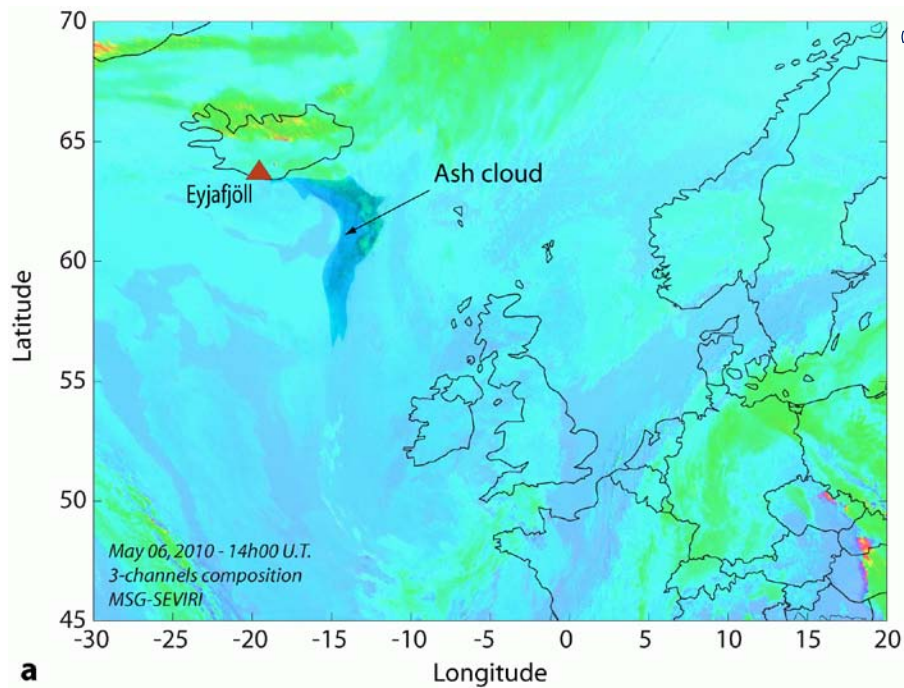 70
65
60
55
50
45
Latitude
Eyjafjöll
Ash cloud
May 06, 2010 - 14h00 U.T.
3-channels composition
MSG-SEVIRI
-30 -25 -20 -15 -10 -5 0 5 10 15 20
Longitude
a